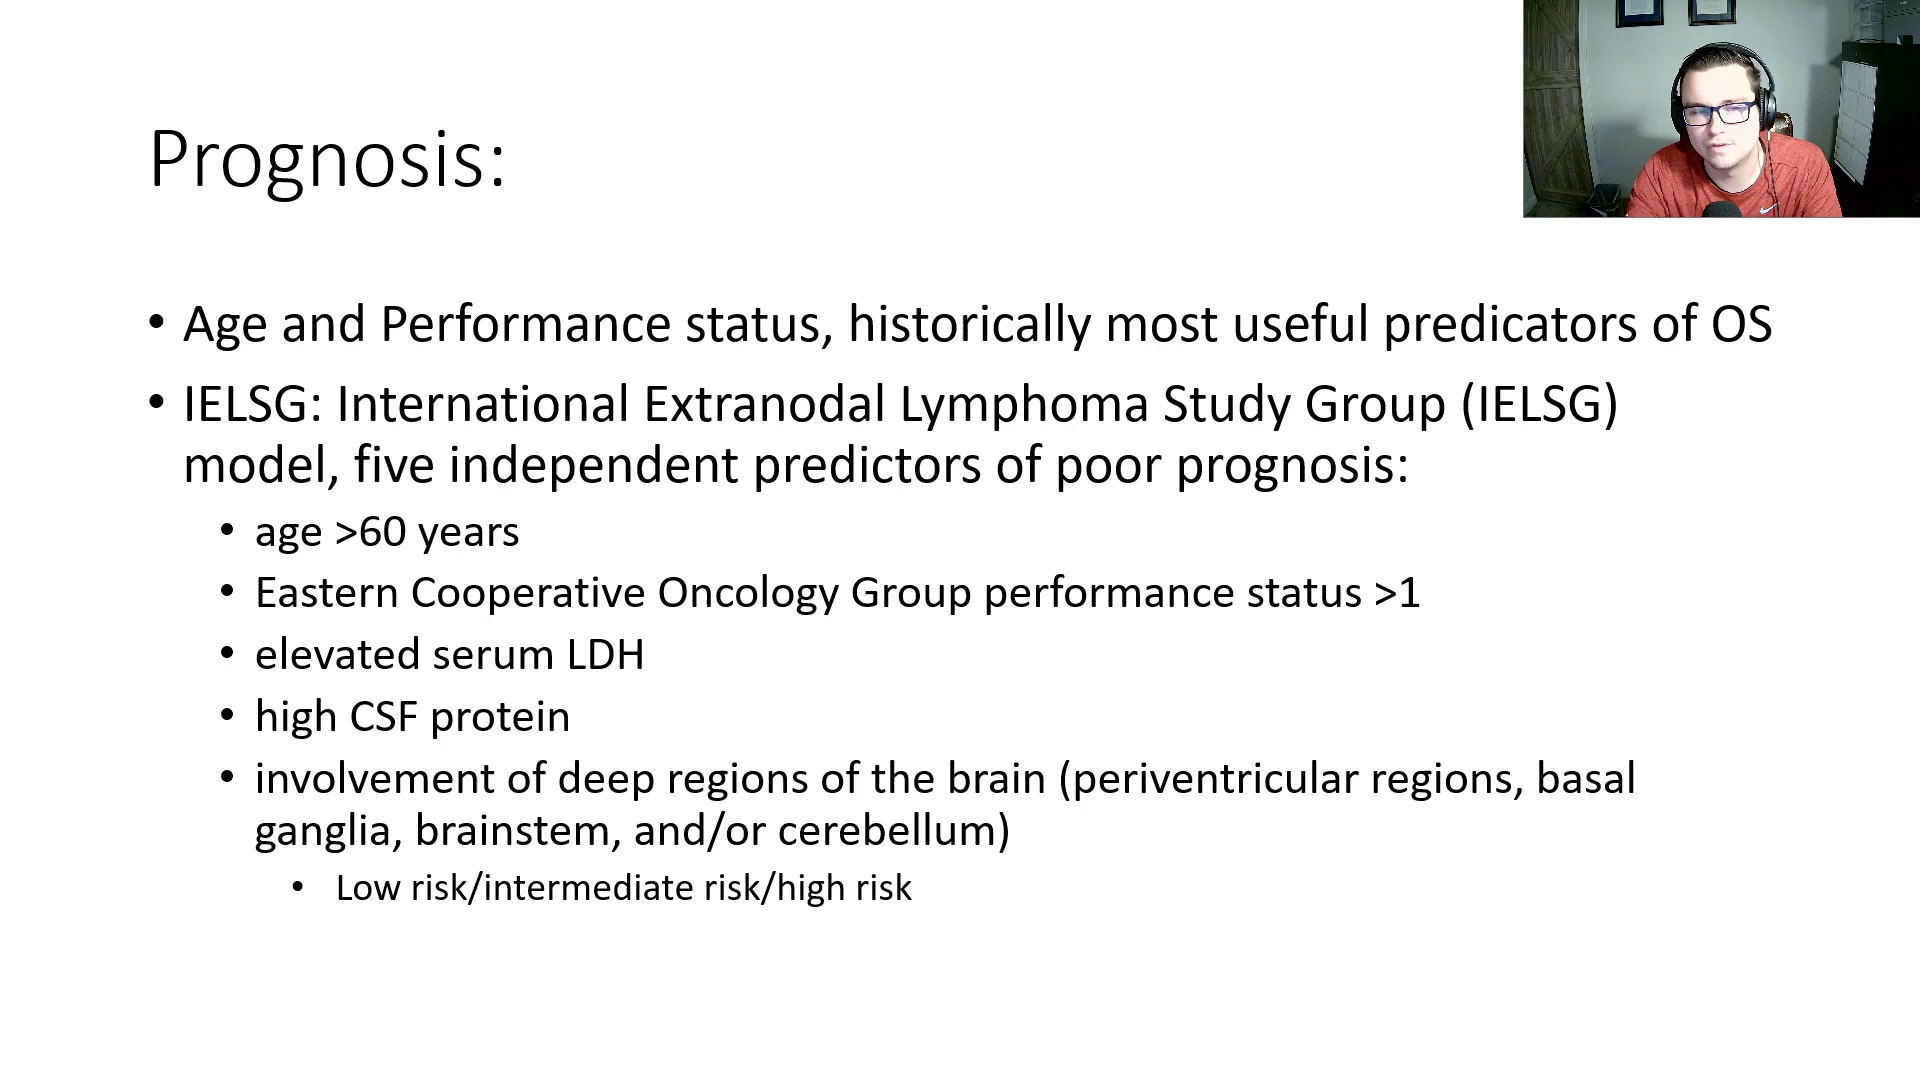 Prognosis:
• Age and Performance status, historically most useful predicators of OS
• IELSG: International Extranodal Lymphoma Study Group (IELSG)
model, five independent predictors of poor prognosis:
• age >60 years
• Eastern Cooperative Oncology Group performance status >1
• elevated serum LDH
• high CSF protein
• involvement of deep regions of the brain (periventricular regions, basal
ganglia, brainstem, and/or cerebellum)
• Low risk/intermediate risk/high risk